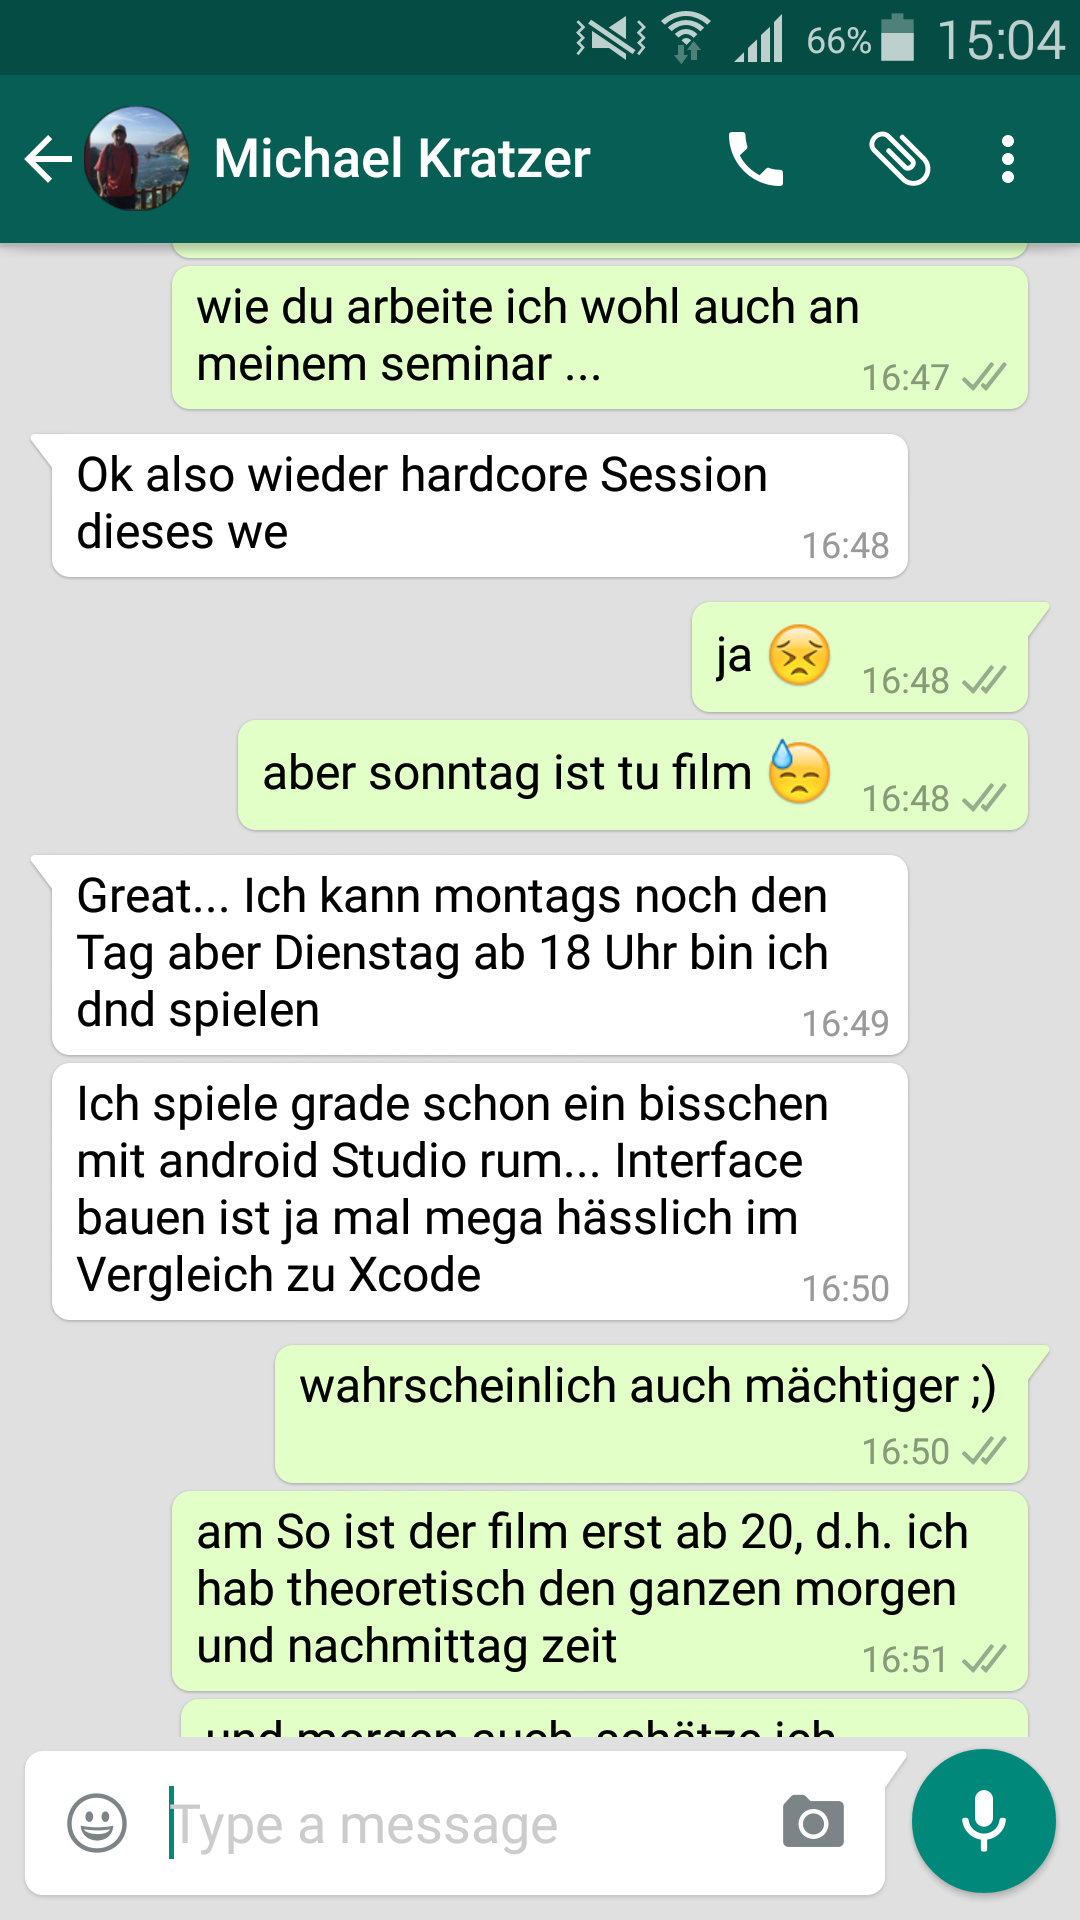 66% 15:04
Michael Kratzer
wie du arbeite ich wohl auch an
meinem seminar ... 16:47
Ok also wieder hardcore Session
dieses we 16:48
ja 😣 16:48
aber sonntag ist tu film 😓 16:48
Great... Ich kann montags noch den
Tag aber Dienstag ab 18 Uhr bin ich
dnd spielen 16:49
Ich spiele grade schon ein bisschen
mit android Studio rum... Interface
bauen ist ja mal mega hässlich im
Vergleich zu Xcode 16:50
wahrscheinlich auch mächtiger ;)
16:50
am So ist der film erst ab 20, d.h. ich
hab theoretisch den ganzen morgen
und nachmittag zeit 16:51
und morgen auch, schätze ich
Type a message